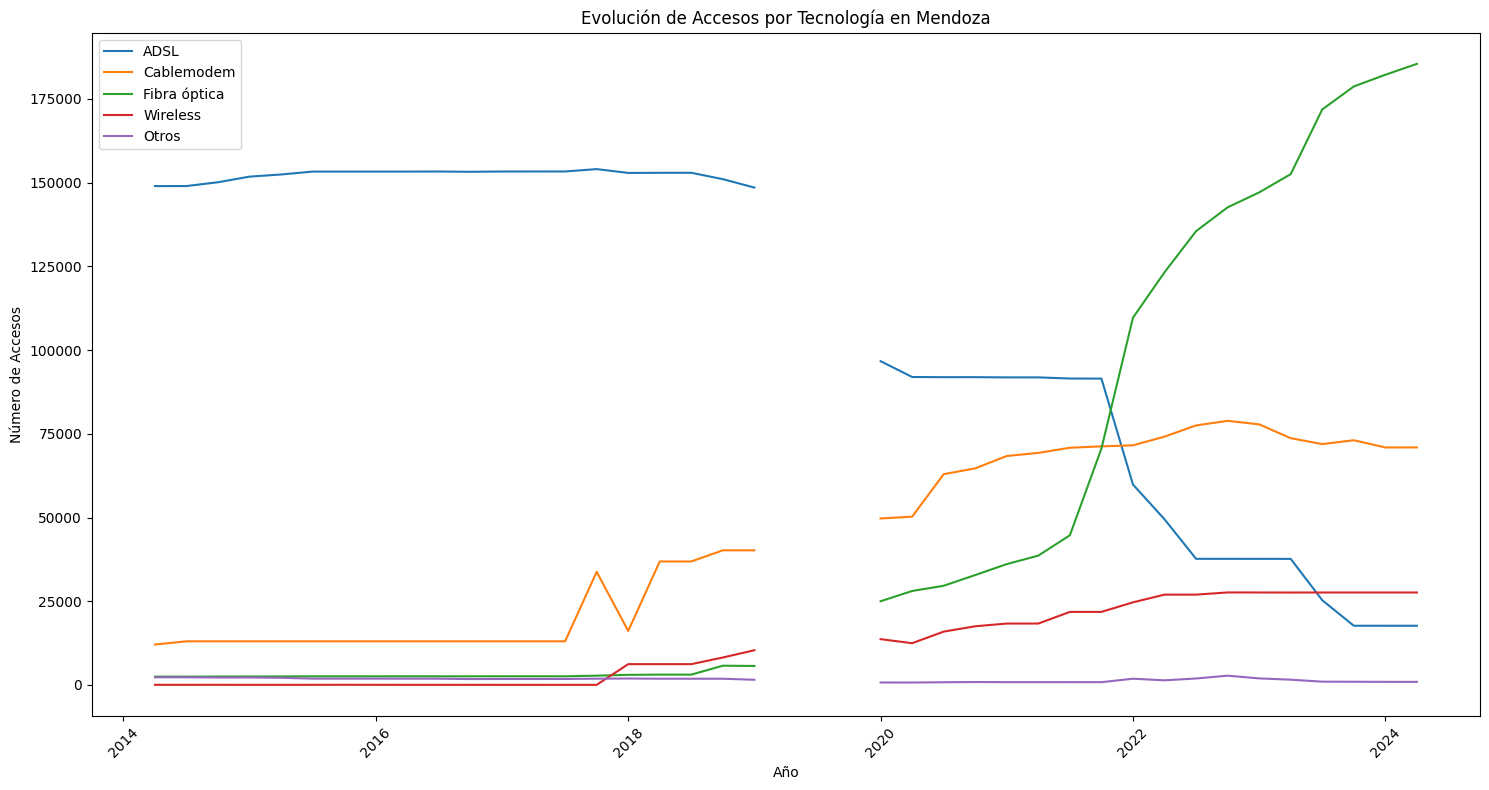 Evolución de Accesos por Tecnología en Mendoza
ADSL
Cablemodem
Fibra óptica
Wireless
Otros
175000
150000
125000
100000
75000
50000
25000
0
Número de Accesos
2014
2016
2018
2020
2022
2024
Año